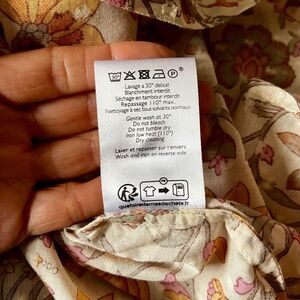 P
Lavage a 30° delicat
Blanchiment interdit
Séchage en tambour interdit
Repassage 110° max.
Nettoyage à sec tous solvants normaux
Gentle wash at 30°
Do not bleach
Do not tumble dry
Iron low heat (110°)
Dry cleaning
Laver et repasser sur l'envers
Wash and iron on reverse side
FR
quefairedemesdechets.fr